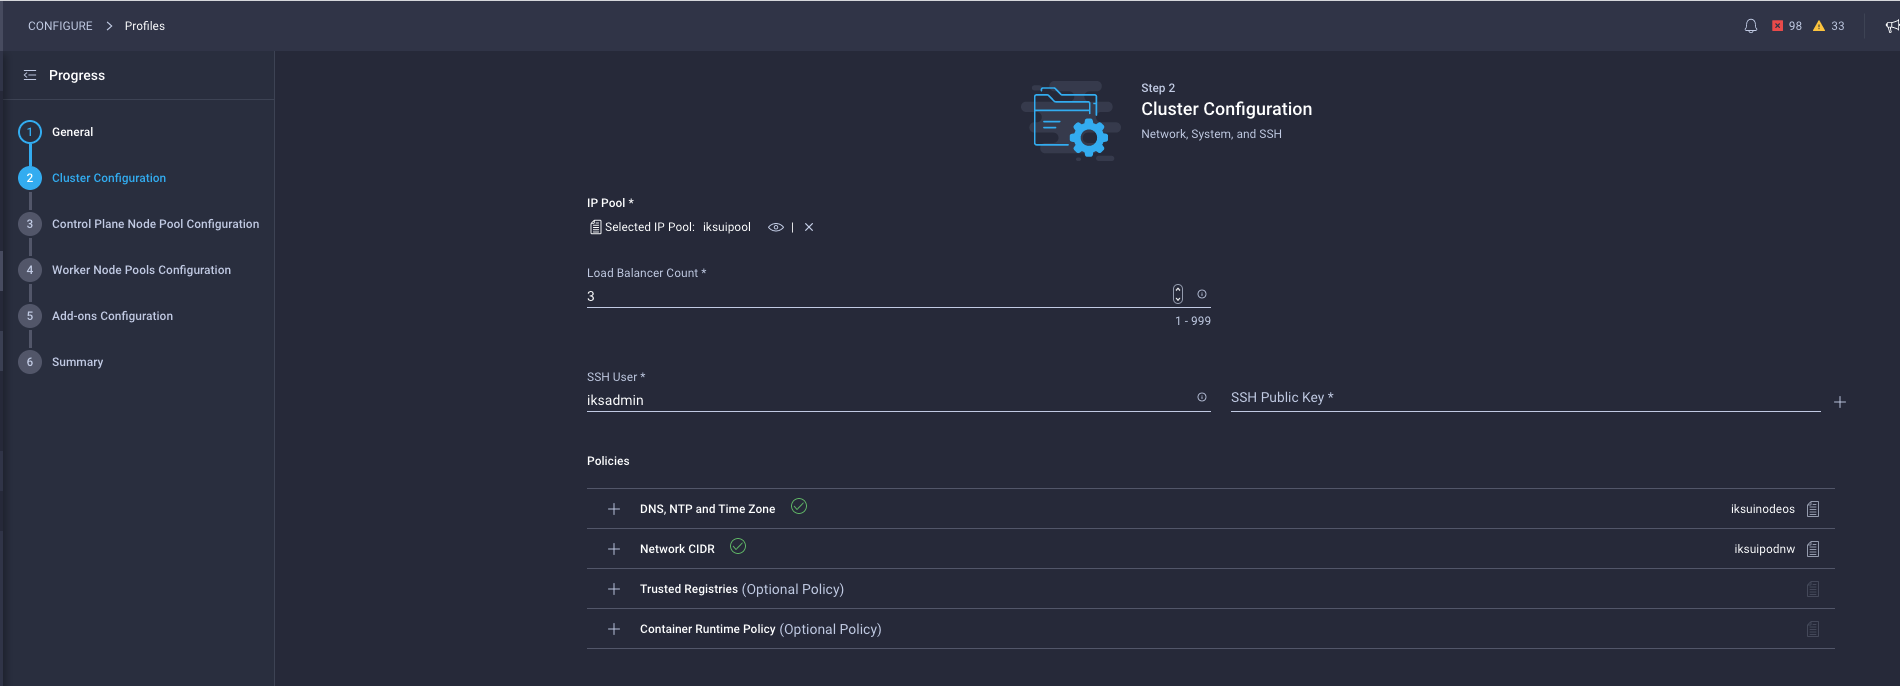 CONFIGURE > Profiles
98 33
Progress
1 General
2 Cluster Configuration
3 Control Plane Node Pool Configuration
4 Worker Node Pools Configuration
5 Add-ons Configuration
6 Summary
Step 2
Cluster Configuration
Network, System, and SSH
IP Pool *
Selected IP Pool: iksuipool |
Load Balancer Count *
3
1 - 999
SSH User *
iksadmin
SSH Public Key *
Policies
DNS, NTP and Time Zone iksuinodeos
Network CIDR iksuipodnw
Trusted Registries (Optional Policy)
Container Runtime Policy (Optional Policy)